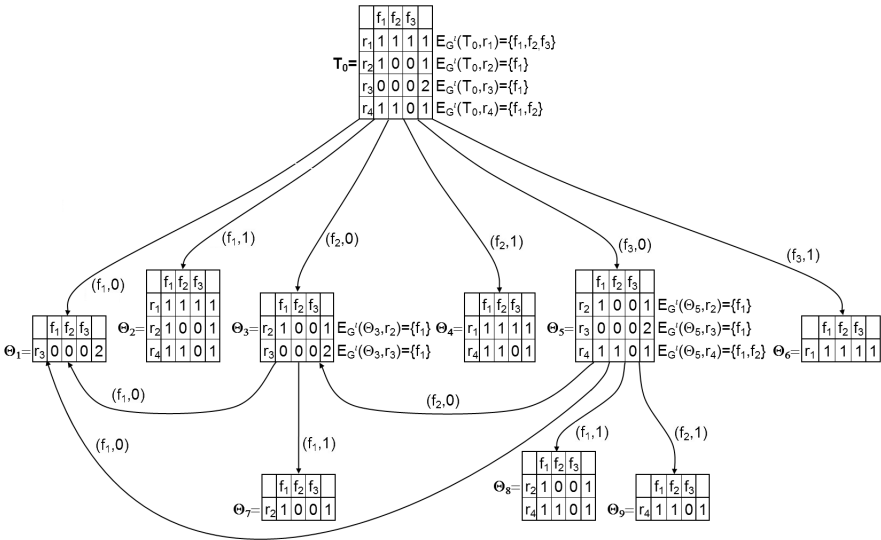 f₁ f₂ f₃
r₁ 1 1 1 1 E_G'(T₀,r₁)={f₁,f₂,f₃}
T₀= r₂ 1 0 0 1 E_G'(T₀,r₂)={f₁}
r₃ 0 0 0 2 E_G'(T₀,r₃)={f₁}
r₄ 1 1 0 1 E_G'(T₀,r₄)={f₁,f₂}
(f₁,0)
(f₁,1)
(f₂,0)
(f₂,1)
(f₃,0)
(f₃,1)
f₁ f₂ f₃
Θ₁= r₃ 0 0 0 2
f₁ f₂ f₃
r₁ 1 1 1 1
Θ₂= r₂ 1 0 0 1
r₄ 1 1 0 1
f₁ f₂ f₃
Θ₃= r₂ 1 0 0 1 E_G'(Θ₃,r₂)={f₁}
r₃ 0 0 0 2 E_G'(Θ₃,r₃)={f₁}
f₁ f₂ f₃
Θ₄= r₁ 1 1 1 1
r₄ 1 1 0 1
f₁ f₂ f₃
r₂ 1 0 0 1 E_G'(Θ₅,r₂)={f₁}
Θ₅= r₃ 0 0 0 2 E_G'(Θ₅,r₃)={f₁}
r₄ 1 1 0 1 E_G'(Θ₅,r₄)={f₁,f₂}
f₁ f₂ f₃
Θ₆= r₁ 1 1 1 1
(f₁,0)
(f₂,0)
(f₁,0)
(f₁,1)
(f₁,1)
(f₂,1)
f₁ f₂ f₃
Θ₇= r₂ 1 0 0 1
f₁ f₂ f₃
Θ₈= r₂ 1 0 0 1
r₄ 1 1 0 1
f₁ f₂ f₃
Θ₉= r₄ 1 1 0 1